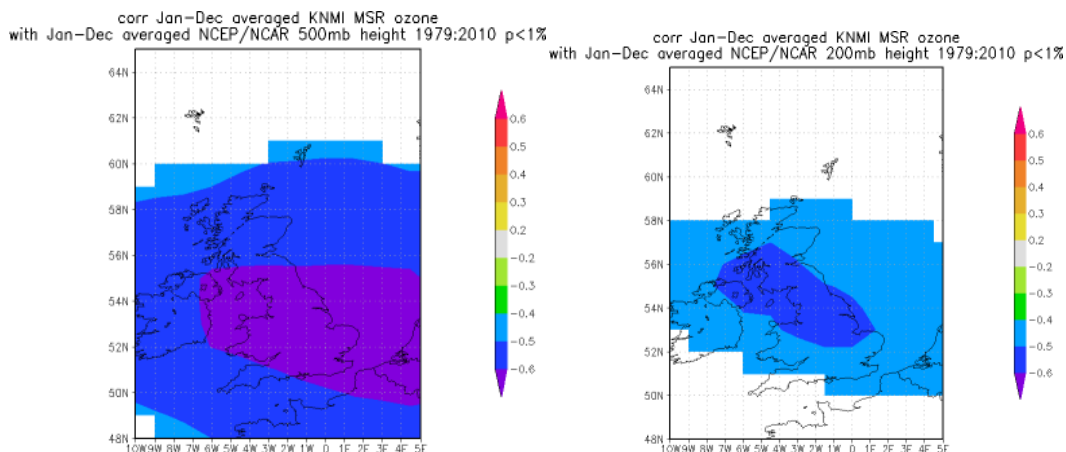 corr Jan-Dec averaged KNMI MSR ozone
with Jan-Dec averaged NCEP/NCAR 500mb height 1979:2010 p<1%
65N
64N
62N
60N
58N
56N
54N
52N
50N
48N
10W9W 8W 7W 6W 5W 4W 3W 2W 1W 0 1E 2E 3E 4E 5E
0.6
0.5
0.4
0.3
0.2
-0.2
-0.3
-0.4
-0.5
-0.6
corr Jan-Dec averaged KNMI MSR ozone
with Jan-Dec averaged NCEP/NCAR 200mb height 1979:2010 p<1%
64N
62N
60N
58N
56N
54N
52N
50N
48N
10W9W 8W 7W 6W 5W 4W 3W 2W 1W 0 1E 2E 3E 4E 5E
0.6
0.5
0.4
0.3
0.2
-0.2
-0.3
-0.4
-0.5
-0.6